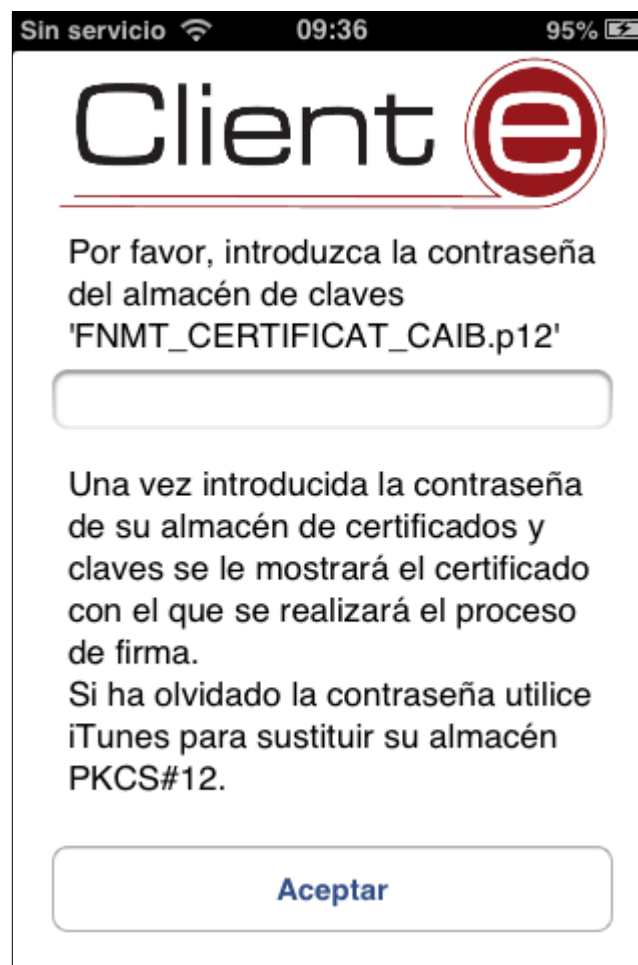 Sin servicio 09:36 95%
Client e
Por favor, introduzca la contraseña
del almacén de claves
'FNMT_CERTIFICAT_CAIB.p12'
Una vez introducida la contraseña
de su almacén de certificados y
claves se le mostrará el certificado
con el que se realizará el proceso
de firma.
Si ha olvidado la contraseña utilice
iTunes para sustituir su almacén
PKCS#12.
Aceptar